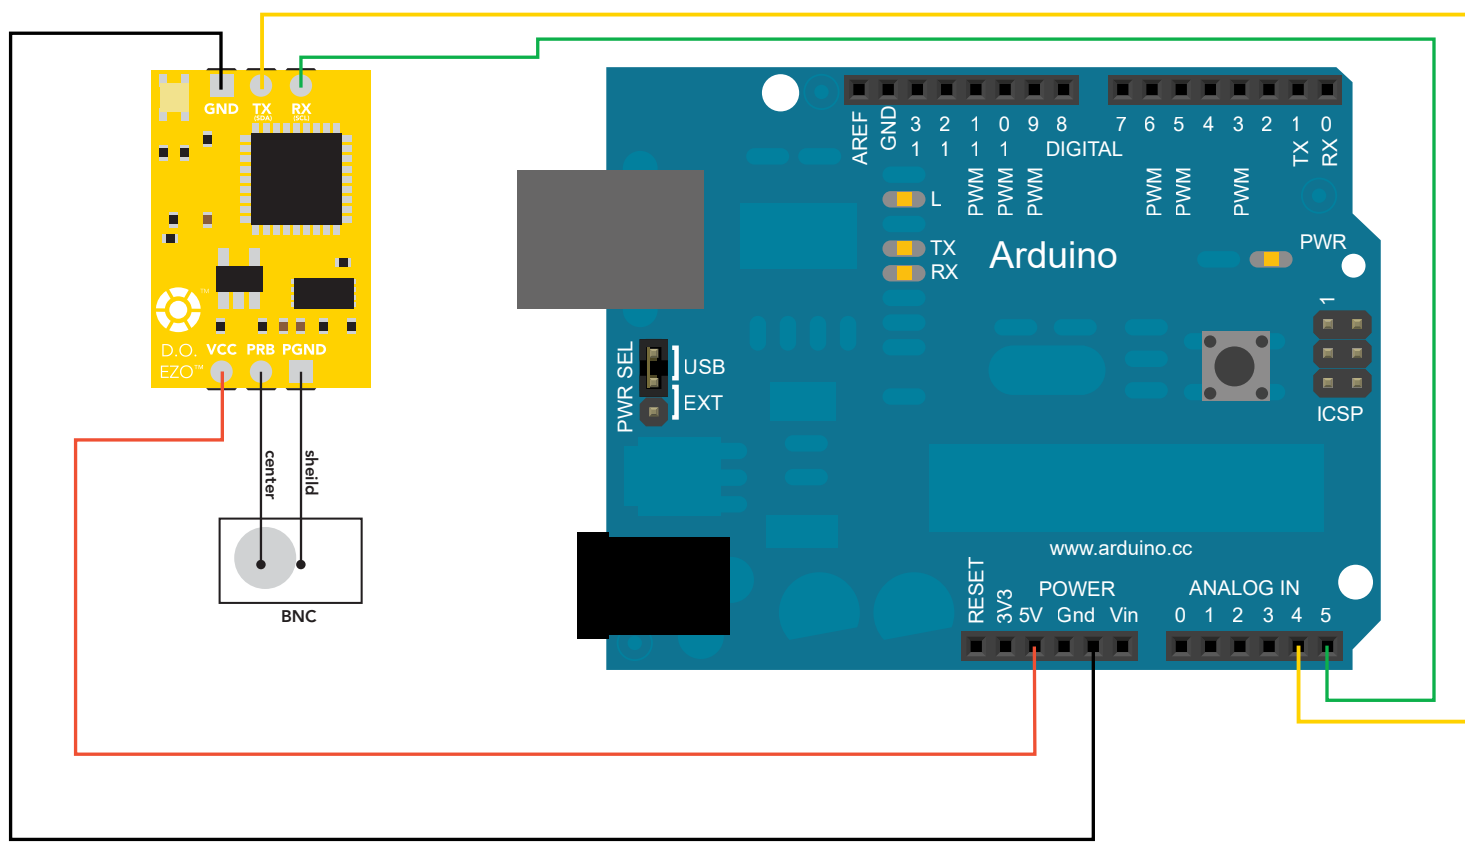 GND TX RX
(SDA) (SCL)
™
D.O. VCC PRB PGND
EZO™
center
sheild
BNC
AREF
GND
3 2 1 0 9 8
1 1 1 1
DIGITAL
7 6 5 4 3 2 1 0
TX
RX
PWM PWM PWM
PWM PWM PWM
L
TX
RX
Arduino
PWR
1
ICSP
PWR SEL
USB
EXT
www.arduino.cc
RESET
3V3
POWER
5V Gnd Vin
ANALOG IN
0 1 2 3 4 5